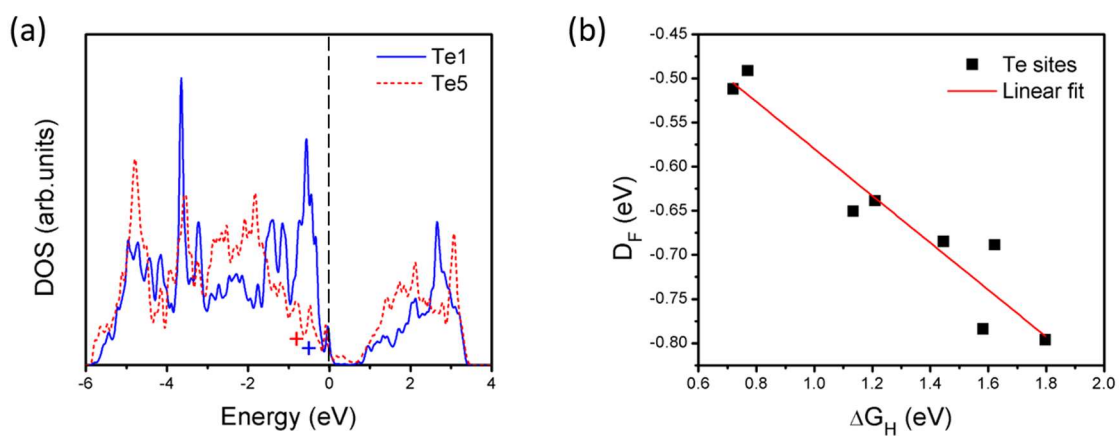 (a)
Te1
Te5
DOS (arb.units)
-6 -4 -2 0 2 4
Energy (eV)
(b)
-0.45
-0.50
-0.55
-0.60
-0.65
-0.70
-0.75
-0.80
Te sites
Linear fit
D_F (eV)
0.6 0.8 1.0 1.2 1.4 1.6 1.8 2.0
ΔG_H (eV)